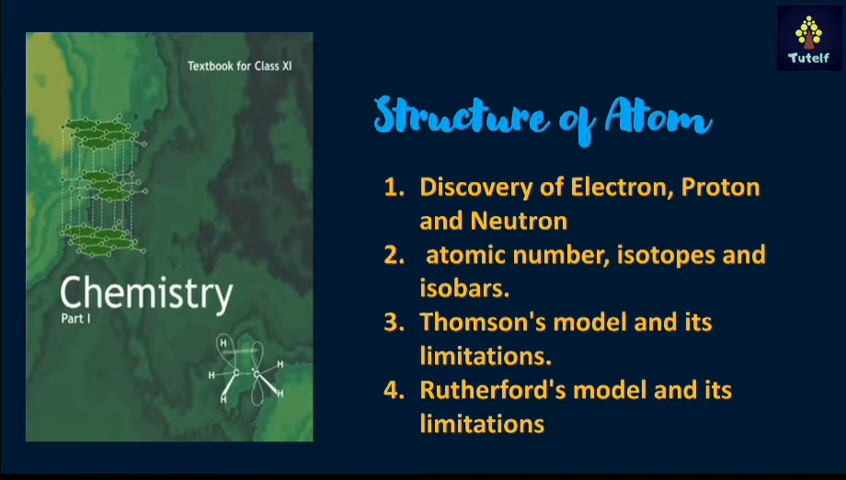 Tutelf
Textbook for Class XI
Chemistry
Part I
H
H
C
C
H
H
H
Structure of Atom
1. Discovery of Electron, Proton
and Neutron
2. atomic number, isotopes and
isobars.
3. Thomson's model and its
limitations.
4. Rutherford's model and its
limitations